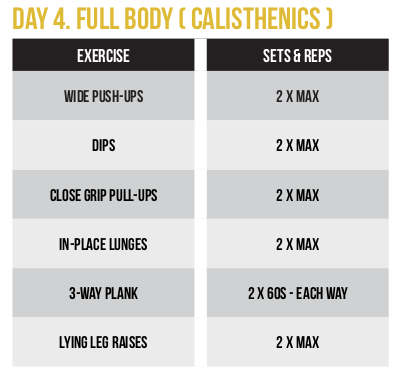 DAY 4. FULL BODY ( CALISTHENICS )
EXERCISE SETS & REPS
WIDE PUSH-UPS 2 X MAX
DIPS 2 X MAX
CLOSE GRIP PULL-UPS 2 X MAX
IN-PLACE LUNGES 2 X MAX
3-WAY PLANK 2 X 60S - EACH WAY
LYING LEG RAISES 2 X MAX